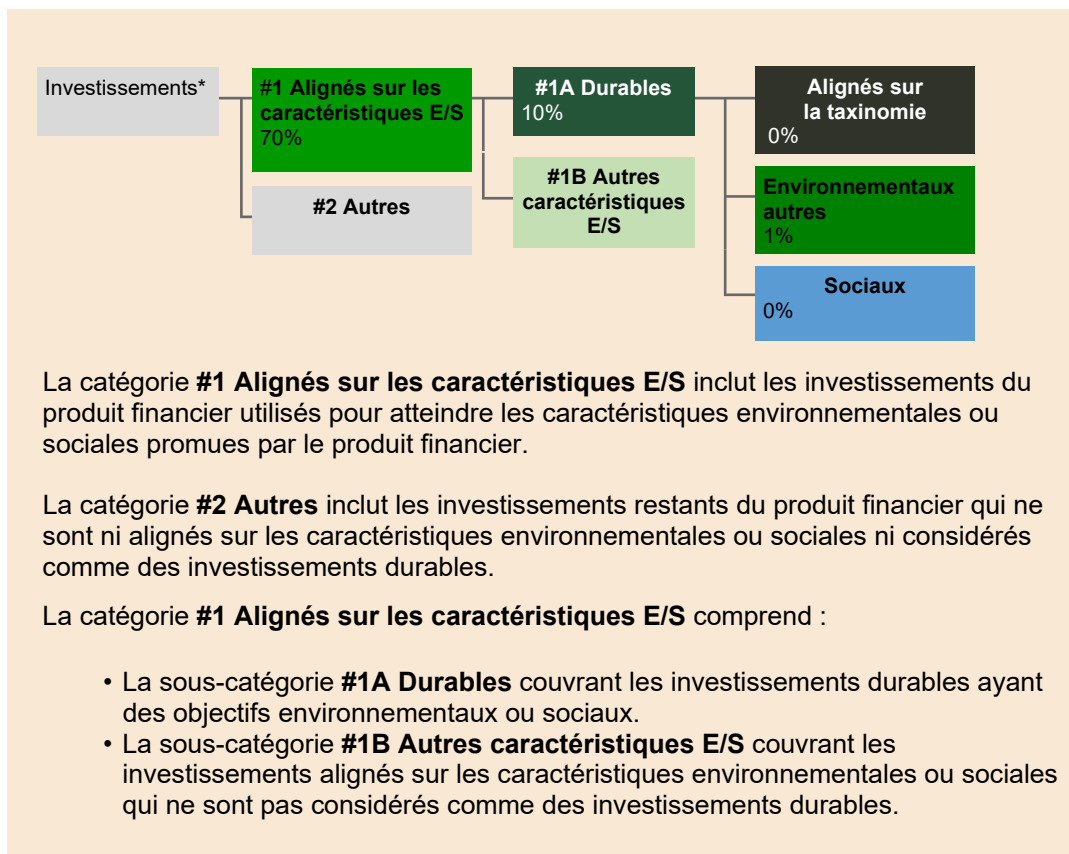 Investissements*
#1 Alignés sur les
caractéristiques E/S
70%
#2 Autres
#1A Durables
10%
#1B Autres
caractéristiques
E/S
Alignés sur
la taxinomie
0%
Environnementaux
autres
1%
Sociaux
0%
La catégorie #1 Alignés sur les caractéristiques E/S inclut les investissements du
produit financier utilisés pour atteindre les caractéristiques environnementales ou
sociales promues par le produit financier.
La catégorie #2 Autres inclut les investissements restants du produit financier qui ne
sont ni alignés sur les caractéristiques environnementales ou sociales ni considérés
comme des investissements durables.
La catégorie #1 Alignés sur les caractéristiques E/S comprend :
• La sous-catégorie #1A Durables couvrant les investissements durables ayant
des objectifs environnementaux ou sociaux.
• La sous-catégorie #1B Autres caractéristiques E/S couvrant les
investissements alignés sur les caractéristiques environnementales ou sociales
qui ne sont pas considérés comme des investissements durables.